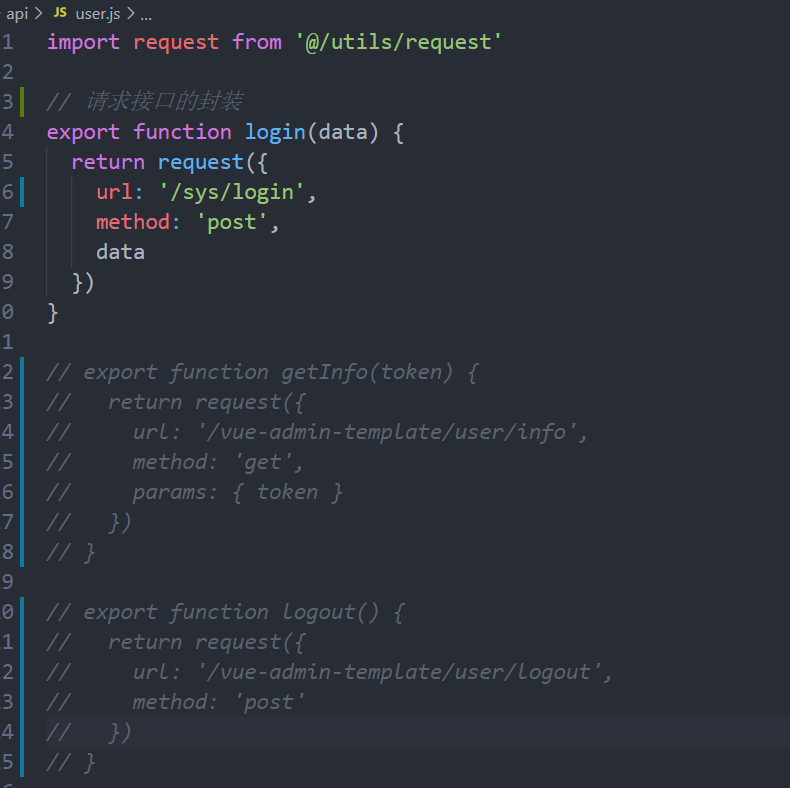 api > JS user.js > ...
1 import request from '@/utils/request'
2
3 // 请求接口的封装
4 export function login(data) {
5   return request({
6     url: '/sys/login',
7     method: 'post',
8     data
9   })
0 }
1
2 // export function getInfo(token) {
3 //   return request({
4 //     url: '/vue-admin-template/user/info',
5 //     method: 'get',
6 //     params: { token }
7 //   })
8 // }
9
0 // export function logout() {
1 //   return request({
2 //     url: '/vue-admin-template/user/logout',
3 //     method: 'post'
4 //   })
5 // }